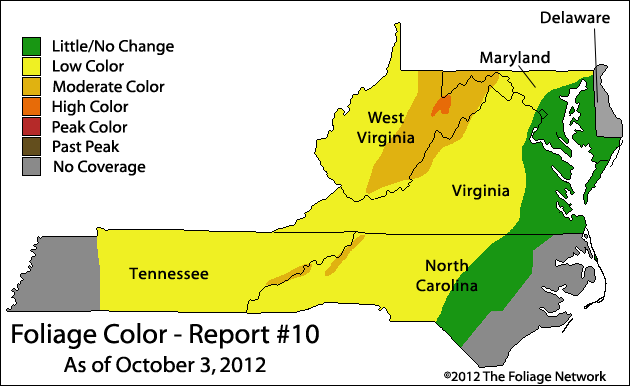 Delaware
Maryland
Little/No Change
Low Color
Moderate Color
High Color
Peak Color
Past Peak
No Coverage
West
Virginia
Virginia
Tennessee
North
Carolina
Foliage Color - Report #10
As of October 3, 2012
©2012 The Foliage Network